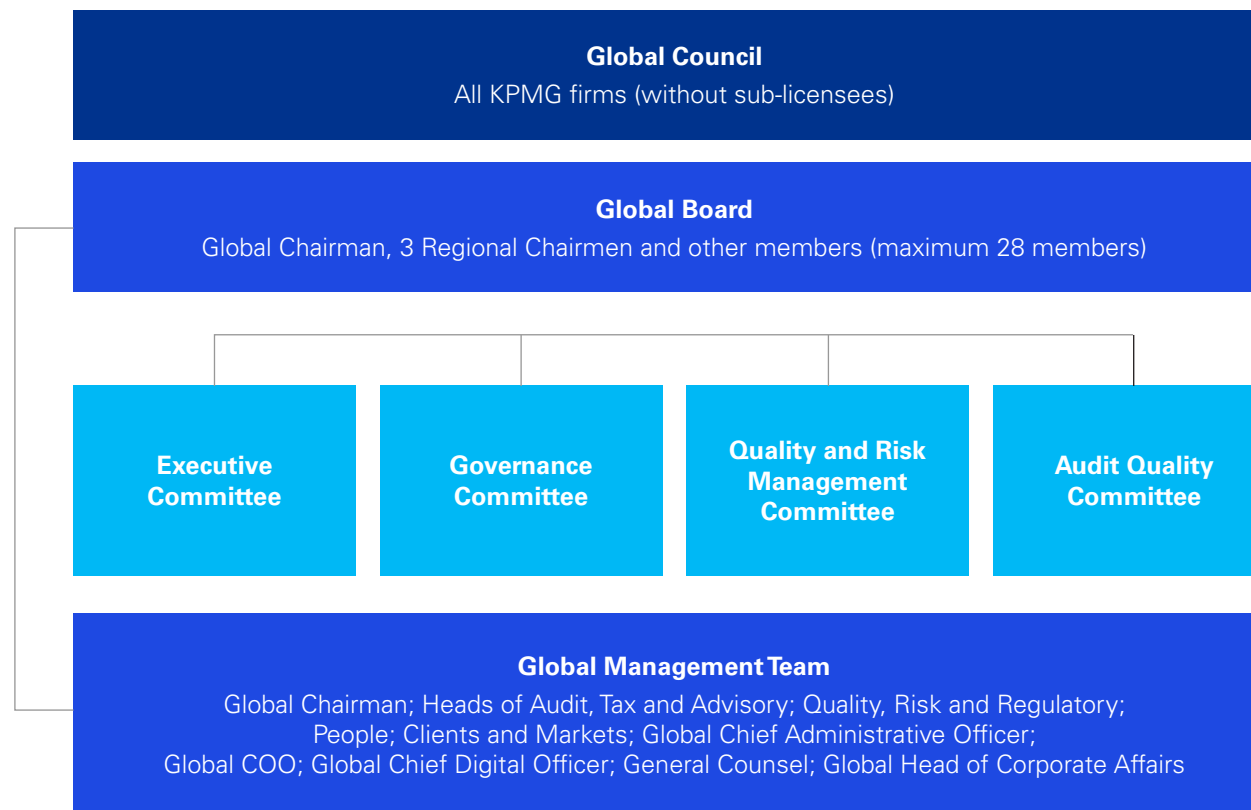 Global Council
All KPMG firms (without sub-licensees)
Global Board
Global Chairman, 3 Regional Chairmen and other members (maximum 28 members)
Executive
Committee
Governance
Committee
Quality and Risk
Management
Committee
Audit Quality
Committee
Global Management Team
Global Chairman; Heads of Audit, Tax and Advisory; Quality, Risk and Regulatory;
People; Clients and Markets; Global Chief Administrative Officer;
Global COO; Global Chief Digital Officer; General Counsel; Global Head of Corporate Affairs